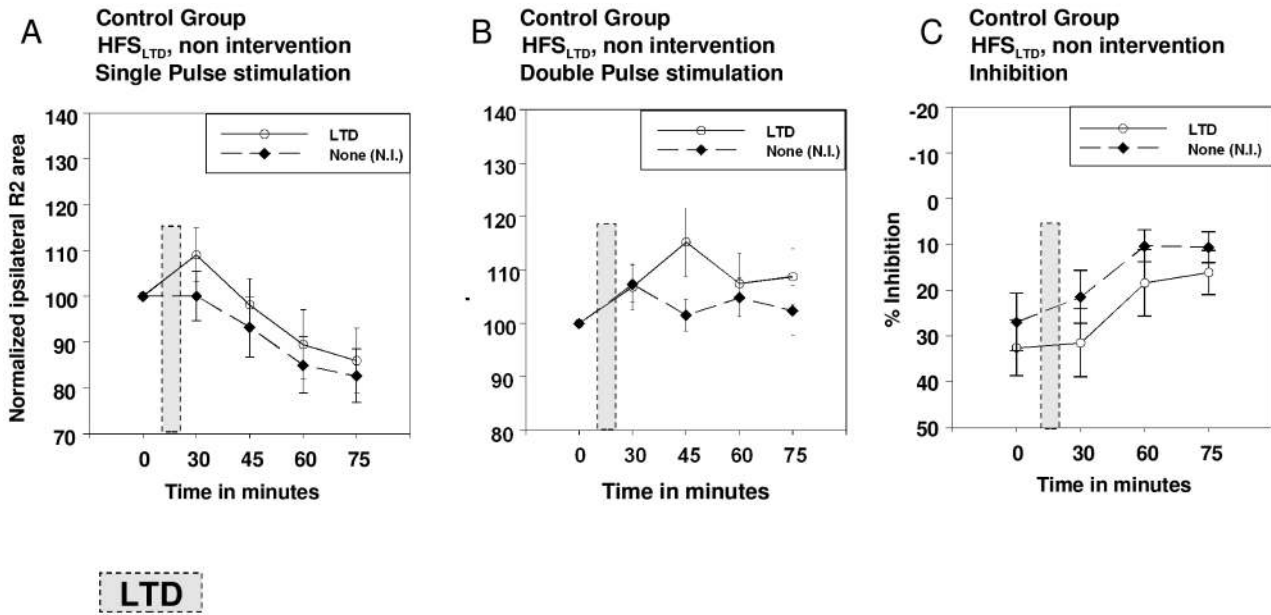 A
Control Group
HFS_LTD, non intervention
Single Pulse stimulation
LTD
None (N.I.)
Normalized ipsilateral R2 area
140
130
120
110
100
90
80
70
0 30 45 60 75
Time in minutes
B
Control Group
HFS_LTD, non intervention
Double Pulse stimulation
LTD
None (N.I.)
140
130
120
110
100
90
80
0 30 45 60 75
Time in minutes
C
Control Group
HFS_LTD, non intervention
Inhibition
LTD
None (N.I.)
% Inhibition
-20
-10
0
10
20
30
40
50
0 30 60 75
Time in minutes
LTD